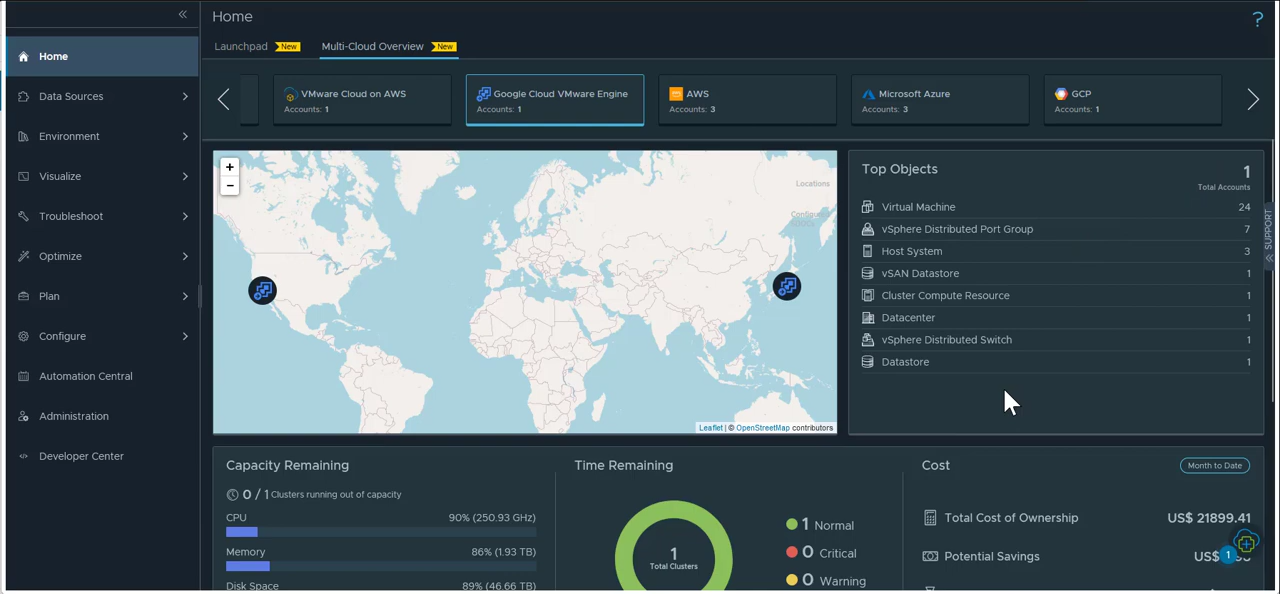 Home
?
Launchpad New
Multi-Cloud Overview New
VMware Cloud on AWS
Accounts: 1
Google Cloud VMware Engine
Accounts: 1
AWS
Accounts: 3
Microsoft Azure
Accounts: 3
GCP
Accounts: 1
Home
Data Sources
Environment
Visualize
Troubleshoot
Optimize
Plan
Configure
Automation Central
Administration
Developer Center
+
−
Locations
Leaflet | © OpenStreetMap contributors
Top Objects
1
Total Accounts
Virtual Machine 24
vSphere Distributed Port Group 7
Host System 3
vSAN Datastore 1
Cluster Compute Resource 1
Datacenter 1
vSphere Distributed Switch 1
Datastore 1
SUPPORT
Capacity Remaining
0 / 1 Clusters running out of capacity
CPU 90% (250.93 GHz)
Memory 86% (1.93 TB)
Disk Space 89% (46.66 TB)
Time Remaining
1
Total Clusters
1 Normal
0 Critical
0 Warning
Cost
Month to Date
Total Cost of Ownership US$ 21899.41
Potential Savings US$
1